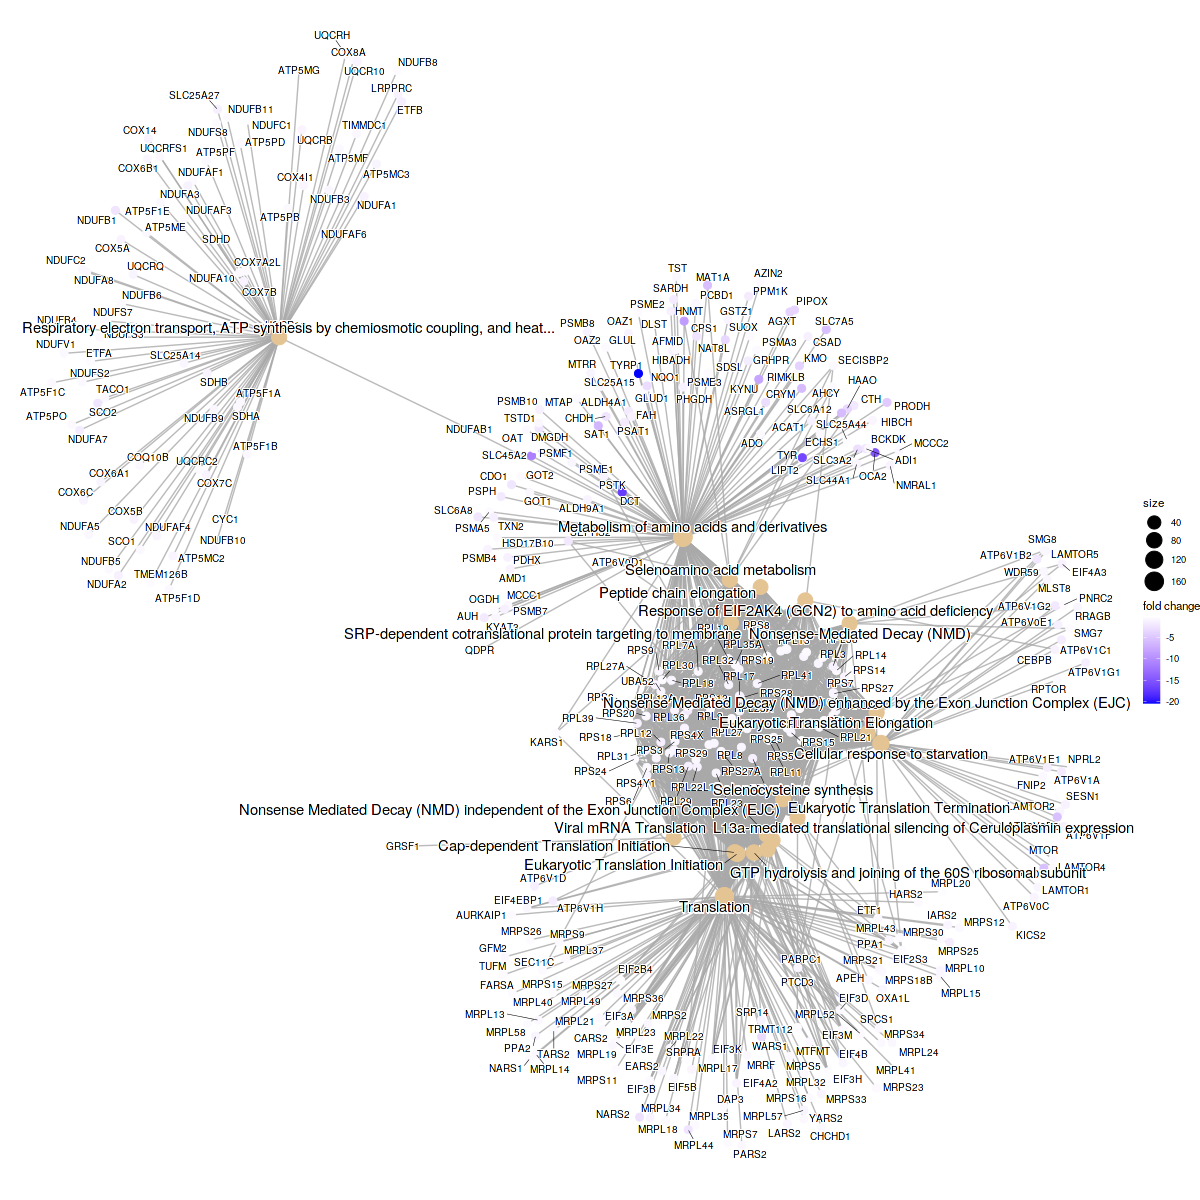 UQCRH
COX8A
NDUFB8
ATP5MG
UQCR10
LRPPRC
SLC25A27
NDUFB11
ETFB
COX14
NDUFS8
NDUFC1
TIMMDC1
UQCRFS1
ATP5PF
ATP5PD
UQCRB
ATP5MF
COX6B1
NDUFAF1
COX4I1
ATP5MC3
NDUFA3
NDUFB3
NDUFA1
NDUFB1
ATP5F1E
NDUFAF3
ATP5PB
ATP5ME
SDHD
NDUFAF6
COX5A
NDUFC2
UQCRQ
COX7A2L
NDUFA8
NDUFA10
COX7B
NDUFB6
NDUFS7
Respiratory electron transport, ATP synthesis by chemiosmotic coupling, and heat...
NDUFV1
ETFA
SLC25A14
NDUFS2
ATP5F1C
TACO1
SDHB
ATP5F1A
ATP5PO
SCO2
NDUFB9
SDHA
NDUFA7
ATP5F1B
COQ10B
UQCRC2
COX6A1
COX7C
COX6C
COX5B
NDUFA5
NDUFAF4
CYC1
SCO1
NDUFB10
NDUFB5
ATP5MC2
NDUFA2
TMEM126B
ATP5F1D
TST
MAT1A
AZIN2
SARDH
PCBD1
PPM1K
PSME2
HNMT
GSTZ1
PIPOX
PSMB8
OAZ1
DLST
CPS1
SUOX
AGXT
SLC7A5
OAZ2
GLUL
AFMID
NAT8L
PSMA3
CSAD
MTRR
TYRP1
HIBADH
SDSL
GRHPR
KMO
SECISBP2
SLC25A15
NQO1
PSME3
KYNU
RIMKLB
HAAO
PSMB10
MTAP
ALDH4A1
GLUD1
PHGDH
CRYM
AHCY
CTH
PRODH
TSTD1
CHDH
FAH
ASRGL1
SLC6A12
SLC25A44
HIBCH
NDUFAB1
OAT
DMGDH
SAT1
PSAT1
ADO
ACAT1
ECHS1
BCKDK
MCCC2
SLC45A2
PSMF1
TYR
SLC3A2
ADI1
CDO1
GOT2
PSME1
LIPT2
SLC44A1
OCA2
NMRAL1
PSPH
GOT1
PSTK
DCT
SLC6A8
ALDH9A1
PSMA5
TXN2
Metabolism of amino acids and derivatives
HSD17B10
PSMB4
PDHX
Selenoamino acid metabolism
AMD1
OGDH
MCCC1
Peptide chain elongation
AUH
PSMB7
Response of EIF2AK4 (GCN2) to amino acid deficiency
QDPR
SRP-dependent cotranslational protein targeting to membrane
Nonsense-Mediated Decay (NMD)
SMG8
ATP6V1B2
LAMTOR5
WDR59
EIF4A3
MLST8
PNRC2
ATP6V1G2
RRAGB
ATP6V0E1
SMG7
ATP6V1C1
CEBPB
ATP6V1G1
RPTOR
RPS8
RPL7A
RPL35A
RPS9
RPL32
RPS19
RPL3
RPL14
RPL27A
RPL30
RPL17
RPL41
RPS14
UBA52
RPL18
RPS7
RPS27
RPS28
Nonsense Mediated Decay (NMD) enhanced by the Exon Junction Complex (EJC)
RPL39
RPS20
RPL36
Eukaryotic Translation Elongation
KARS1
RPS18
RPL12
RPS4X
RPL27
RPS25
RPS15
RPL21
RPL31
RPS3
RPS29
RPL8
RPS5
Cellular response to starvation
RPS24
RPS13
RPS27A
RPL11
RPS4Y1
RPL22L1
Selenocysteine synthesis
RPS6
RPL29
RPL23
Nonsense Mediated Decay (NMD) independent of the Exon Junction Complex (EJC)
Eukaryotic Translation Termination
Viral mRNA Translation
L13a-mediated translational silencing of Ceruloplasmin expression
GRSF1
Cap-dependent Translation Initiation
Eukaryotic Translation Initiation
GTP hydrolysis and joining of the 60S ribosomal subunit
ATP6V1E1
NPRL2
ATP6V1A
FNIP2
SESN1
LAMTOR2
ATP6V1F
MTOR
LAMTOR4
LAMTOR1
ATP6V0C
KICS2
ATP6V1D
Translation
EIF4EBP1
ATP6V1H
AURKAIP1
HARS2
MRPL20
ETF1
IARS2
MRPS12
MRPS26
MRPS9
MRPL43
MRPS30
GFM2
SEC11C
MRPL37
PPA1
MRPS25
TUFM
EIF2B4
PABPC1
MRPS21
EIF2S3
MRPL10
FARSA
MRPS15
MRPS27
PTCD3
APEH
MRPS18B
MRPL15
MRPL40
MRPL49
MRPS36
EIF3D
OXA1L
MRPL13
MRPL21
EIF3A
MRPS2
SRP14
MRPL52
SPCS1
MRPL58
CARS2
MRPL23
MRPL22
TRMT112
EIF3M
MRPS34
PPA2
TARS2
MRPL19
EIF3E
SRPRA
EIF3K
WARS1
MTFMT
EIF4B
MRPL24
NARS1
MRPL14
EARS2
MRPL17
MRRF
MRPS5
MRPL41
MRPS11
EIF3B
EIF5B
EIF4A2
MRPL32
EIF3H
MRPS23
DAP3
MRPS16
MRPS33
NARS2
MRPL34
MRPL35
MRPL57
YARS2
MRPL18
MRPS7
LARS2
CHCHD1
MRPL44
PARS2
size
40
80
120
160
fold change
-5
-10
-15
-20